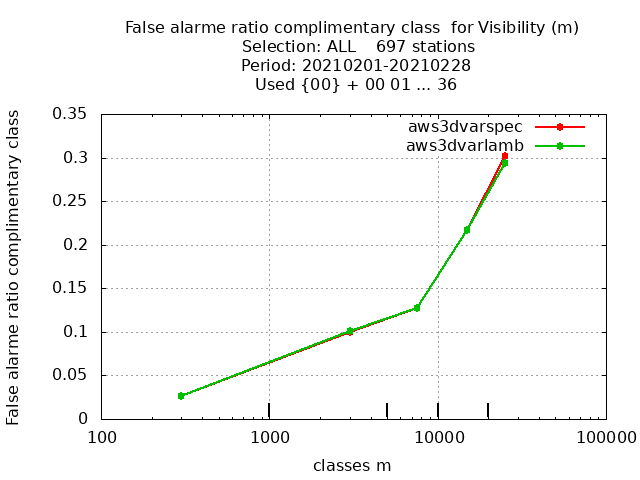 False alarme ratio complimentary class  for Visibility (m)
Selection: ALL    697 stations
Period: 20210201-20210228
Used {00} + 00 01 ... 36
aws3dvarspec
aws3dvarlamb
False alarme ratio complimentary class
0.35
0.3
0.25
0.2
0.15
0.1
0.05
0
100
1000
10000
100000
classes m